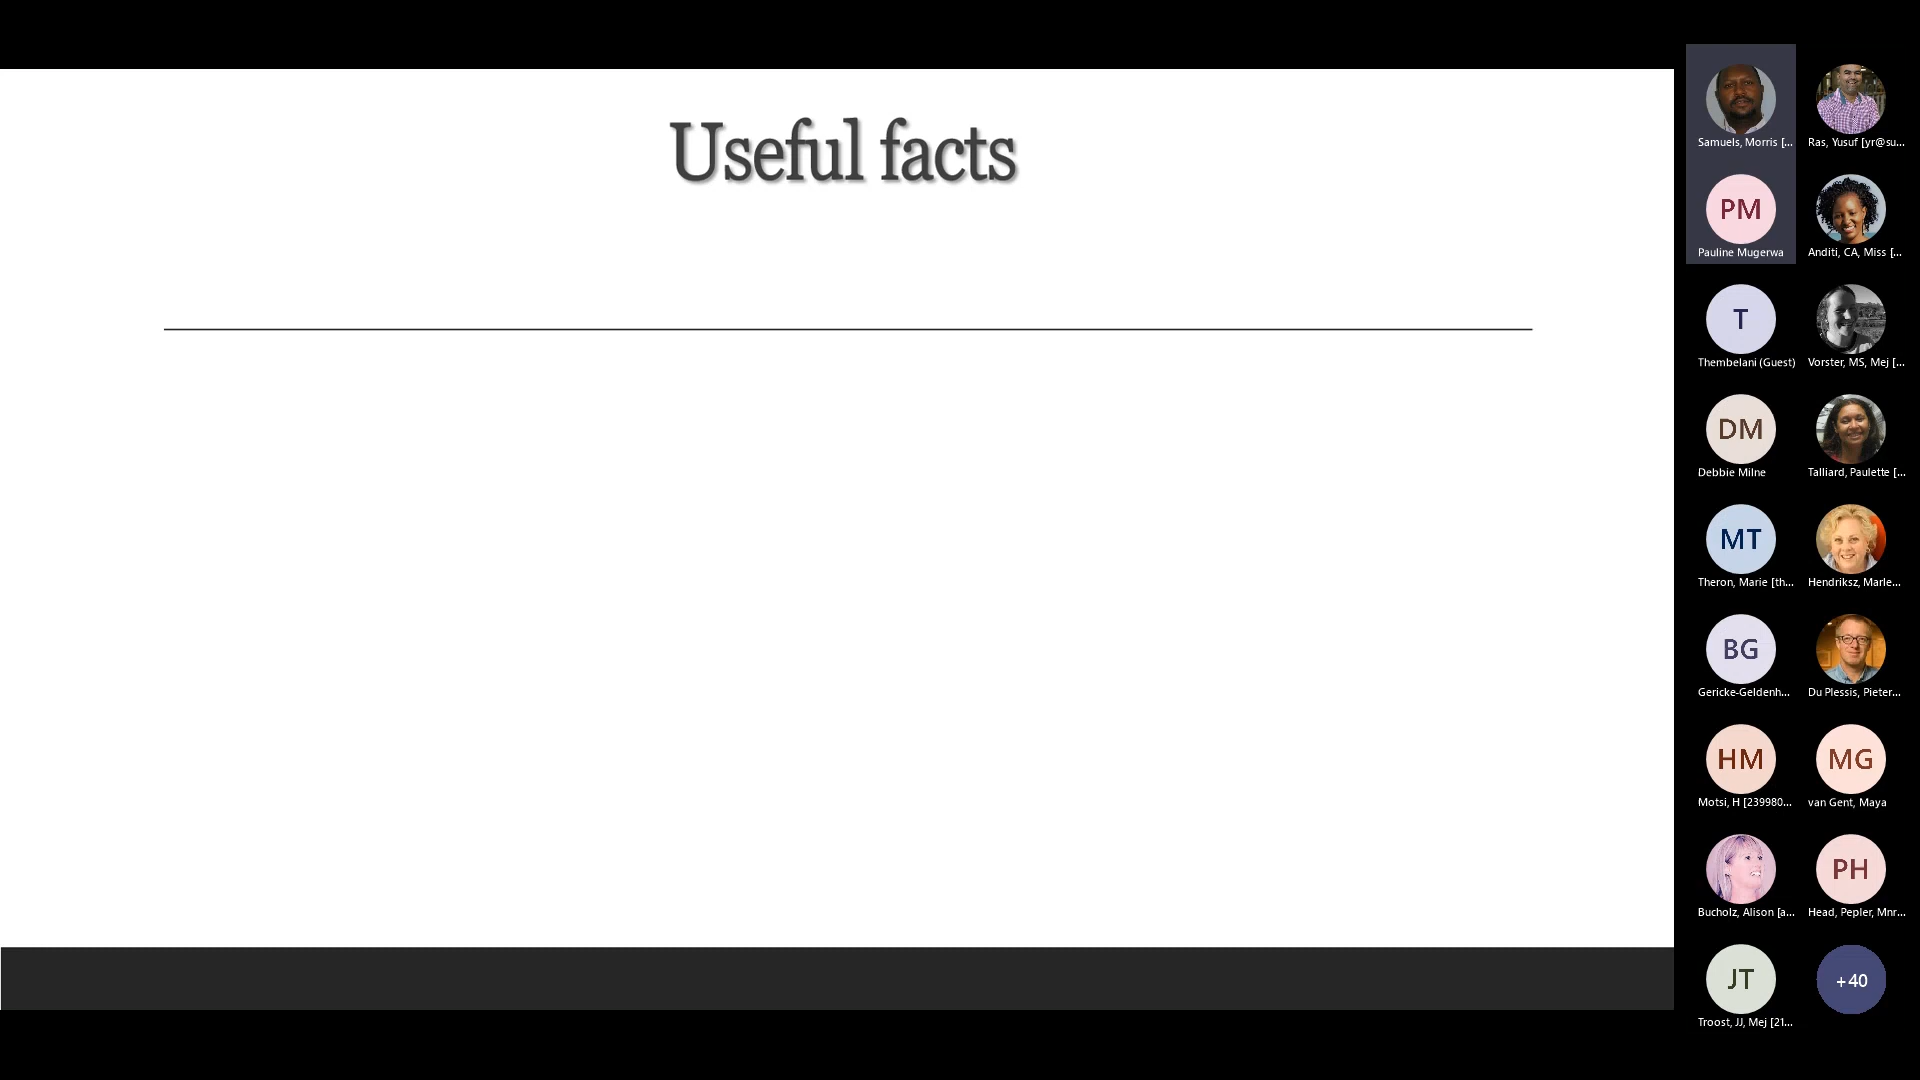 Useful facts
Samuels, Morris [...
Ras, Yusuf [yr@su...
PM
Pauline Mugerwa
Anditi, CA, Miss [...
T
Thembelani (Guest)
Vorster, MS, Mej [...
DM
Debbie Milne
Talliard, Paulette [...
MT
Theron, Marie [th...
Hendriksz, Marle...
BG
Gericke-Geldenh...
Du Plessis, Pieter...
HM
Motsi, H [239980...
MG
van Gent, Maya
Bucholz, Alison [a...
PH
Head, Pepler, Mnr...
JT
Troost, JJ, Mej [21...
+40